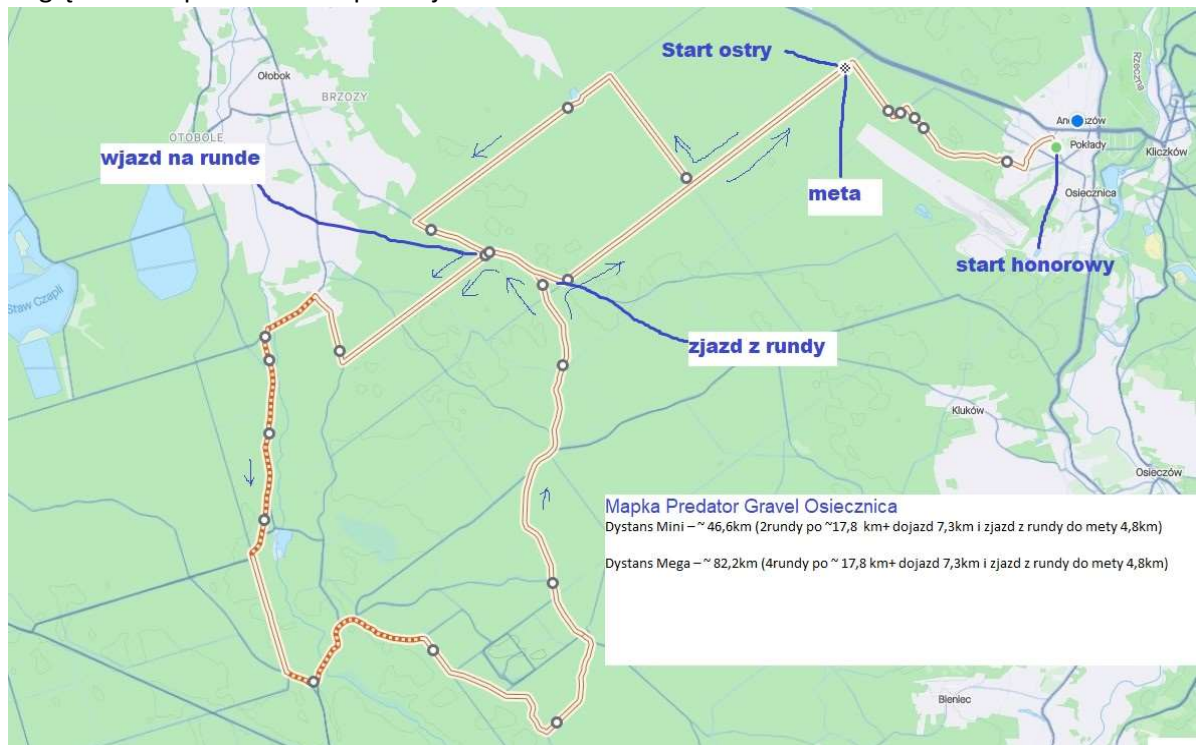 Start ostry
Ołobok
BRZOZY
OTOBOLE
wjazd na runde
meta
Rzeczna
Pokłady
Kliczków
Osiecznica
start honorowy
Staw Czapli
zjazd z rundy
Kluków
Osieczów
Mapka Predator Gravel Osiecznica
Dystans Mini – ~ 46,6km (2rundy po ~17,8 km+ dojazd 7,3km i zjazd z rundy do mety 4,8km)
Dystans Mega – ~ 82,2km (4rundy po ~ 17,8 km+ dojazd 7,3km i zjazd z rundy do mety 4,8km)
Bieniec